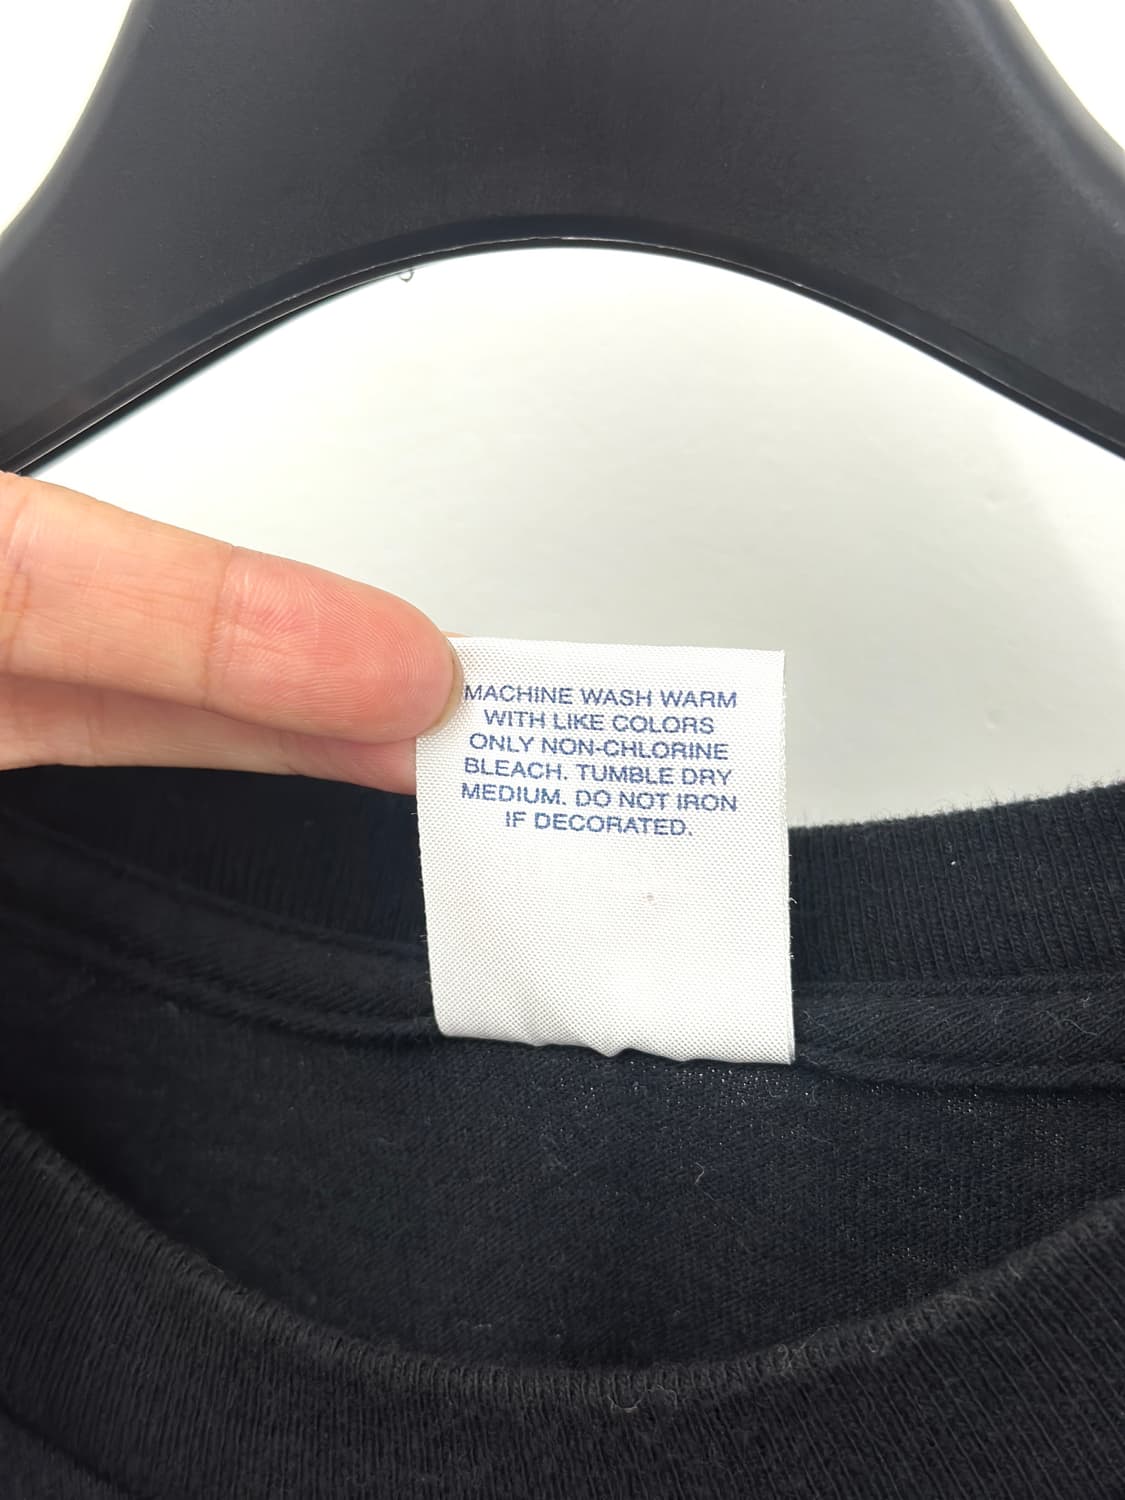 MACHINE WASH WARM
WITH LIKE COLORS
ONLY NON-CHLORINE
BLEACH. TUMBLE DRY
MEDIUM. DO NOT IRON
IF DECORATED.